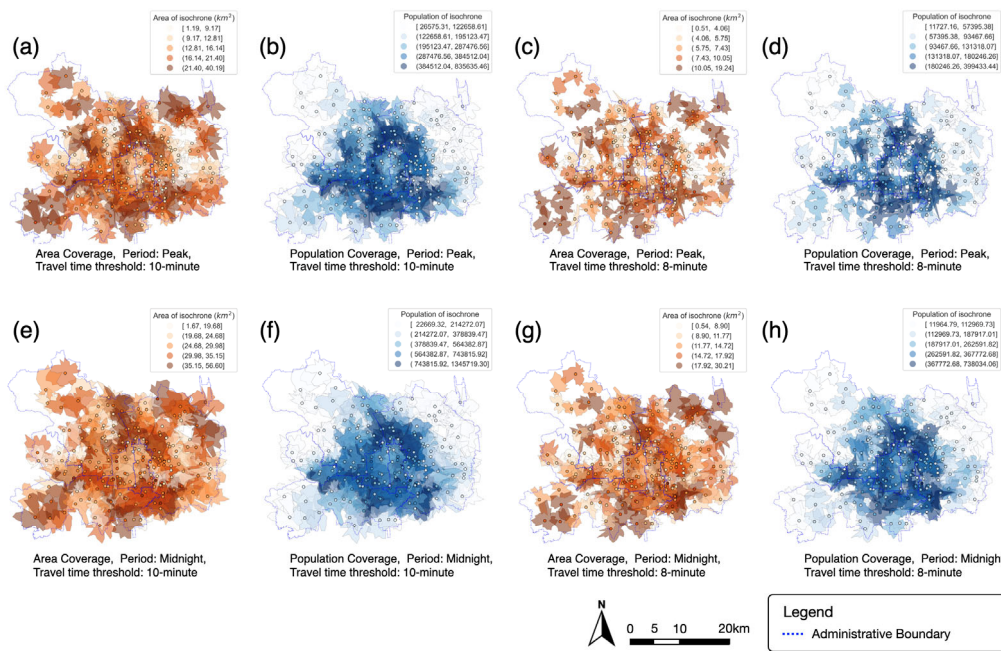 (a)
Area of isochrone (km²)
[ 1.19, 9.17]
( 9.17, 12.81]
(12.81, 16.14]
(16.14, 21.40]
(21.40, 40.19]
Area Coverage, Period: Peak,
Travel time threshold: 10-minute
(b)
Population of isochrone
[ 26575.31, 122658.61]
(122658.61, 195123.47]
(195123.47, 287476.56]
(287476.56, 384512.04]
(384512.04, 835635.46]
Population Coverage, Period: Peak,
Travel time threshold: 10-minute
(c)
Area of isochrone (km²)
[ 0.51, 4.06]
( 4.06, 5.75]
( 5.75, 7.43]
( 7.43, 10.05]
(10.05, 19.24]
Area Coverage, Period: Peak,
Travel time threshold: 8-minute
(d)
Population of isochrone
[ 11727.16, 57395.38]
( 57395.38, 93467.66]
( 93467.66, 131318.07]
(131318.07, 180246.26]
(180246.26, 399433.44]
Population Coverage, Period: Peak,
Travel time threshold: 8-minute
(e)
Area of isochrone (km²)
[ 1.67, 19.68]
(19.68, 24.68]
(24.68, 29.98]
(29.98, 35.15]
(35.15, 56.60]
Area Coverage, Period: Midnight,
Travel time threshold: 10-minute
(f)
Population of isochrone
[ 22669.32, 214272.07]
( 214272.07, 378839.47]
( 378839.47, 564382.87]
( 564382.87, 743815.92]
( 743815.92, 1345719.30]
Population Coverage, Period: Midnight,
Travel time threshold: 10-minute
(g)
Area of isochrone (km²)
[ 0.54, 8.90]
( 8.90, 11.77]
(11.77, 14.72]
(14.72, 17.92]
(17.92, 30.21]
Area Coverage, Period: Midnight,
Travel time threshold: 8-minute
(h)
Population of isochrone
[ 11964.79, 112969.73]
(112969.73, 187917.01]
(187917.01, 262591.82]
(262591.82, 367772.68]
(367772.68, 738034.06]
Population Coverage, Period: Midnight
Travel time threshold: 8-minute
N
0 5 10 20km
Legend
Administrative Boundary